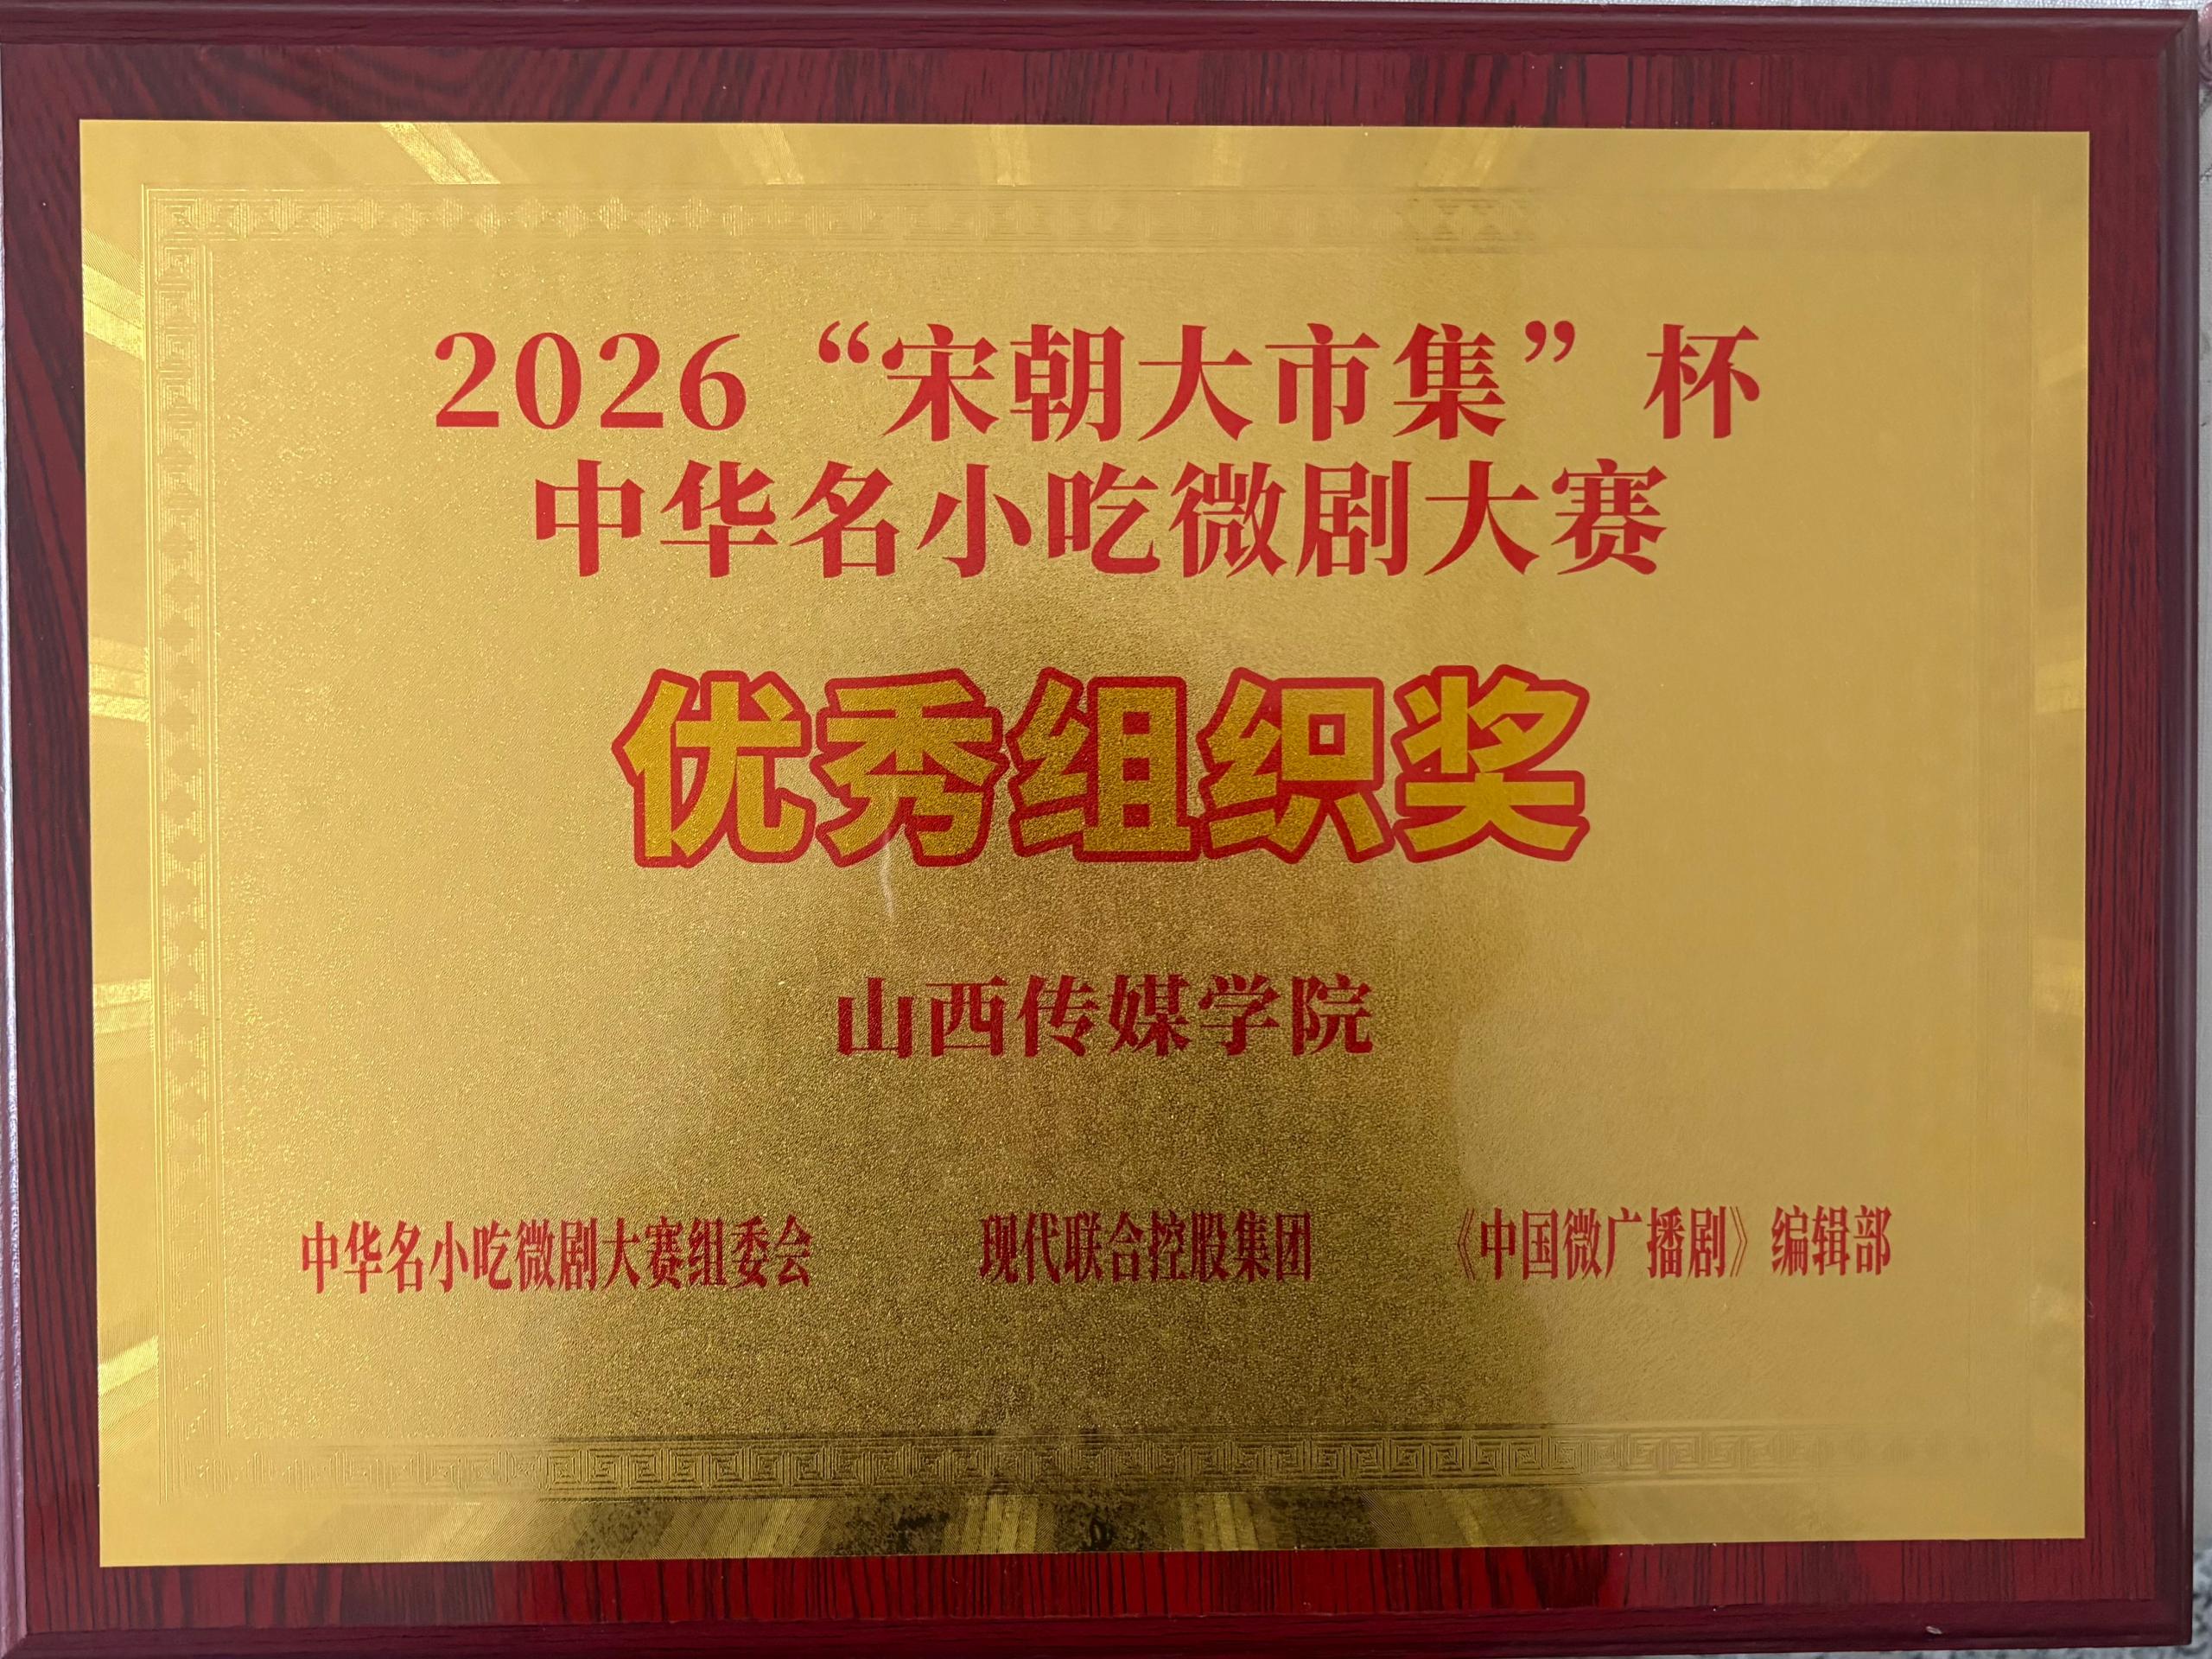 2026“宋朝大市集”杯
中华名小吃微剧大赛
优秀组织奖
山西传媒学院
中华名小吃微剧大赛组委会 现代联合控股集团 《中国微广播剧》编辑部